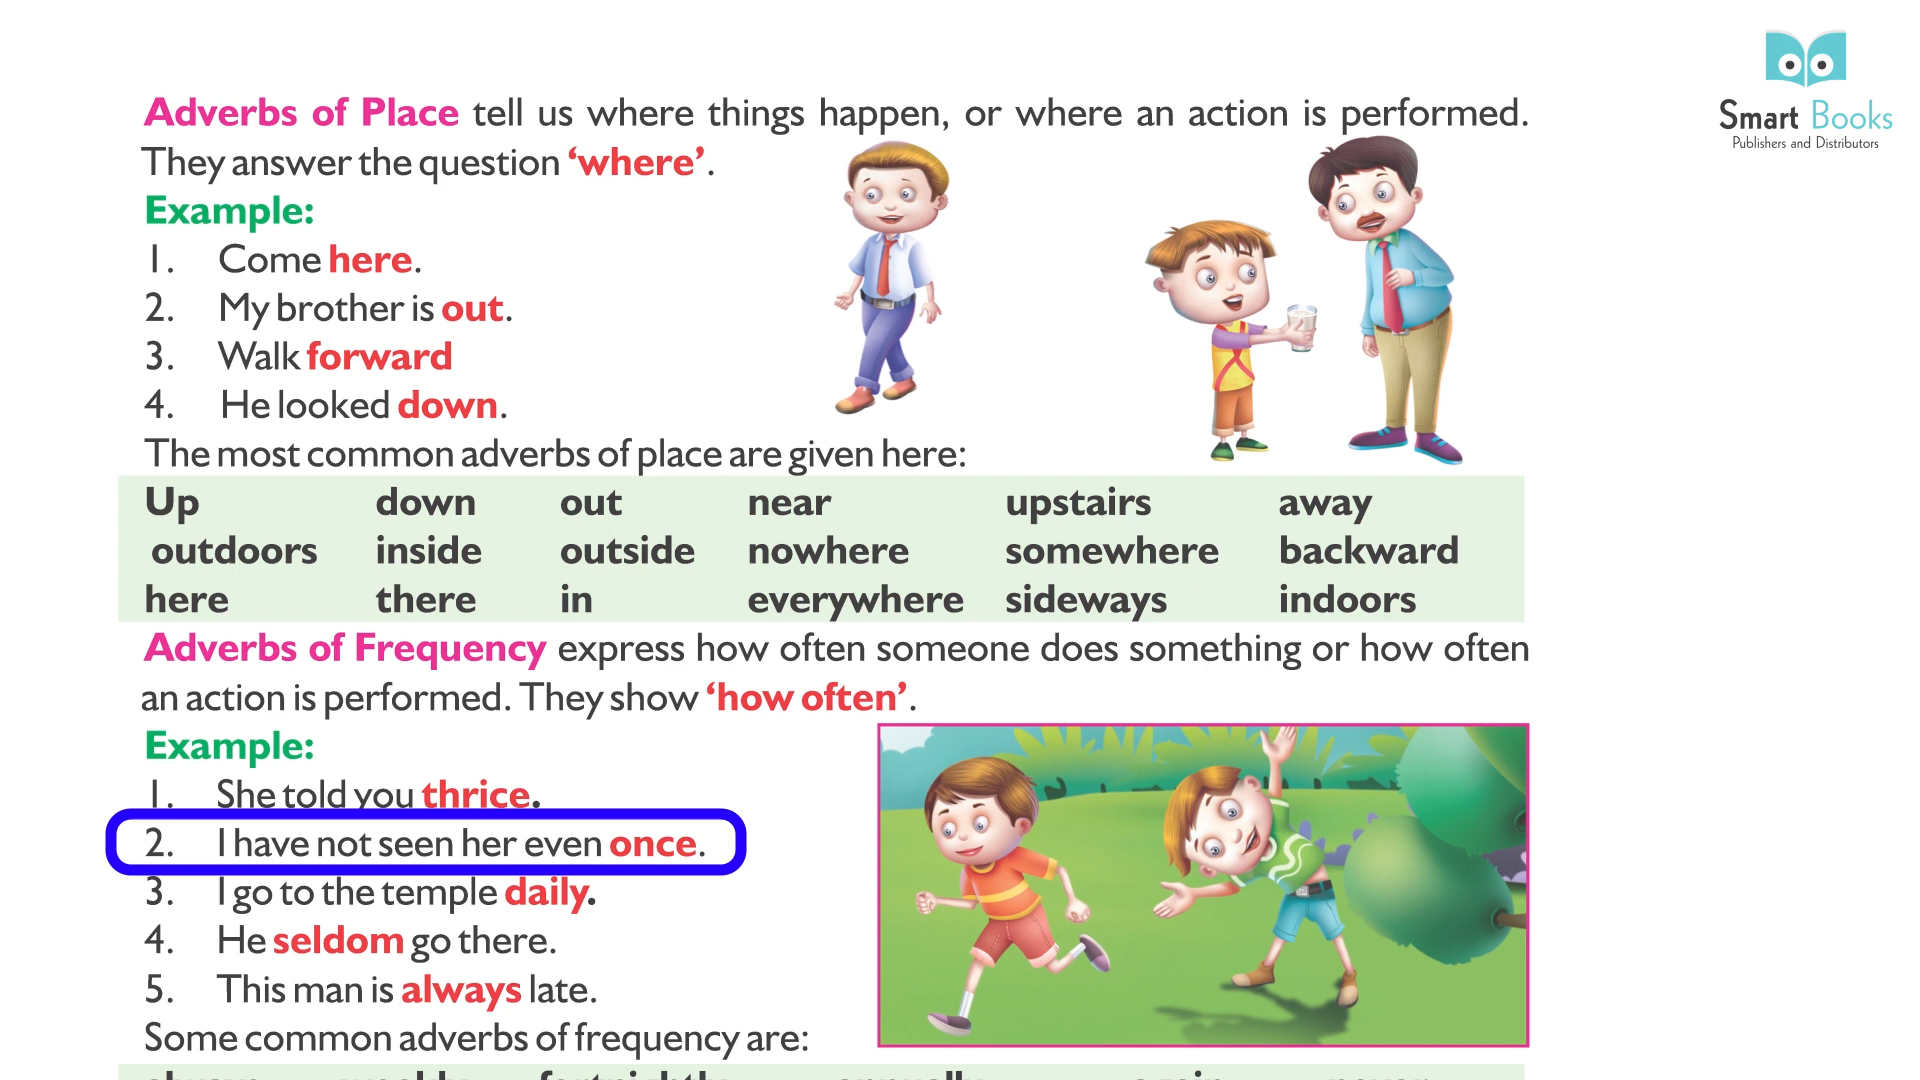 Smart Books
Publishers and Distributors
Adverbs of Place tell us where things happen, or where an action is performed.
They answer the question ‘where’.
Example:
1. Come here.
2. My brother is out.
3. Walk forward
4. He looked down.
The most common adverbs of place are given here:
Up down out near upstairs away
outdoors inside outside nowhere somewhere backward
here there in everywhere sideways indoors
Adverbs of Frequency express how often someone does something or how often
an action is performed. They show ‘how often’.
Example:
1. She told you thrice.
2. I have not seen her even once.
3. I go to the temple daily.
4. He seldom go there.
5. This man is always late.
Some common adverbs of frequency are:
always weekly fortnightly annually again never